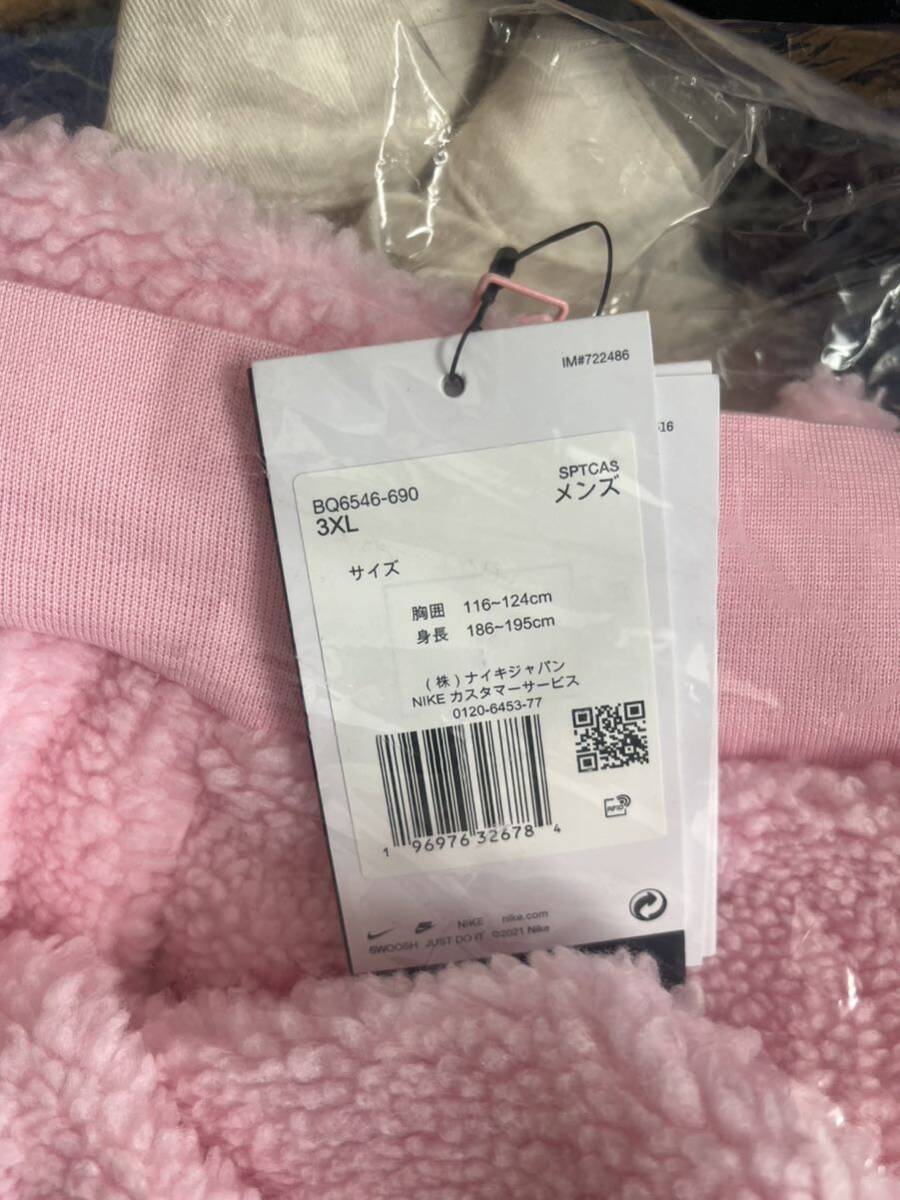 IM#722486
516
BQ6546-690
3XL
SPTCAS
メンズ
サイズ
胸囲 116~124cm
身長 186~195cm
(株)ナイキジャパン
NIKE カスタマーサービス
0120-6453-77
1 96976 32678 4
RFID
NIKE nike.com
SWOOSH JUST DO IT ©2021 Nike